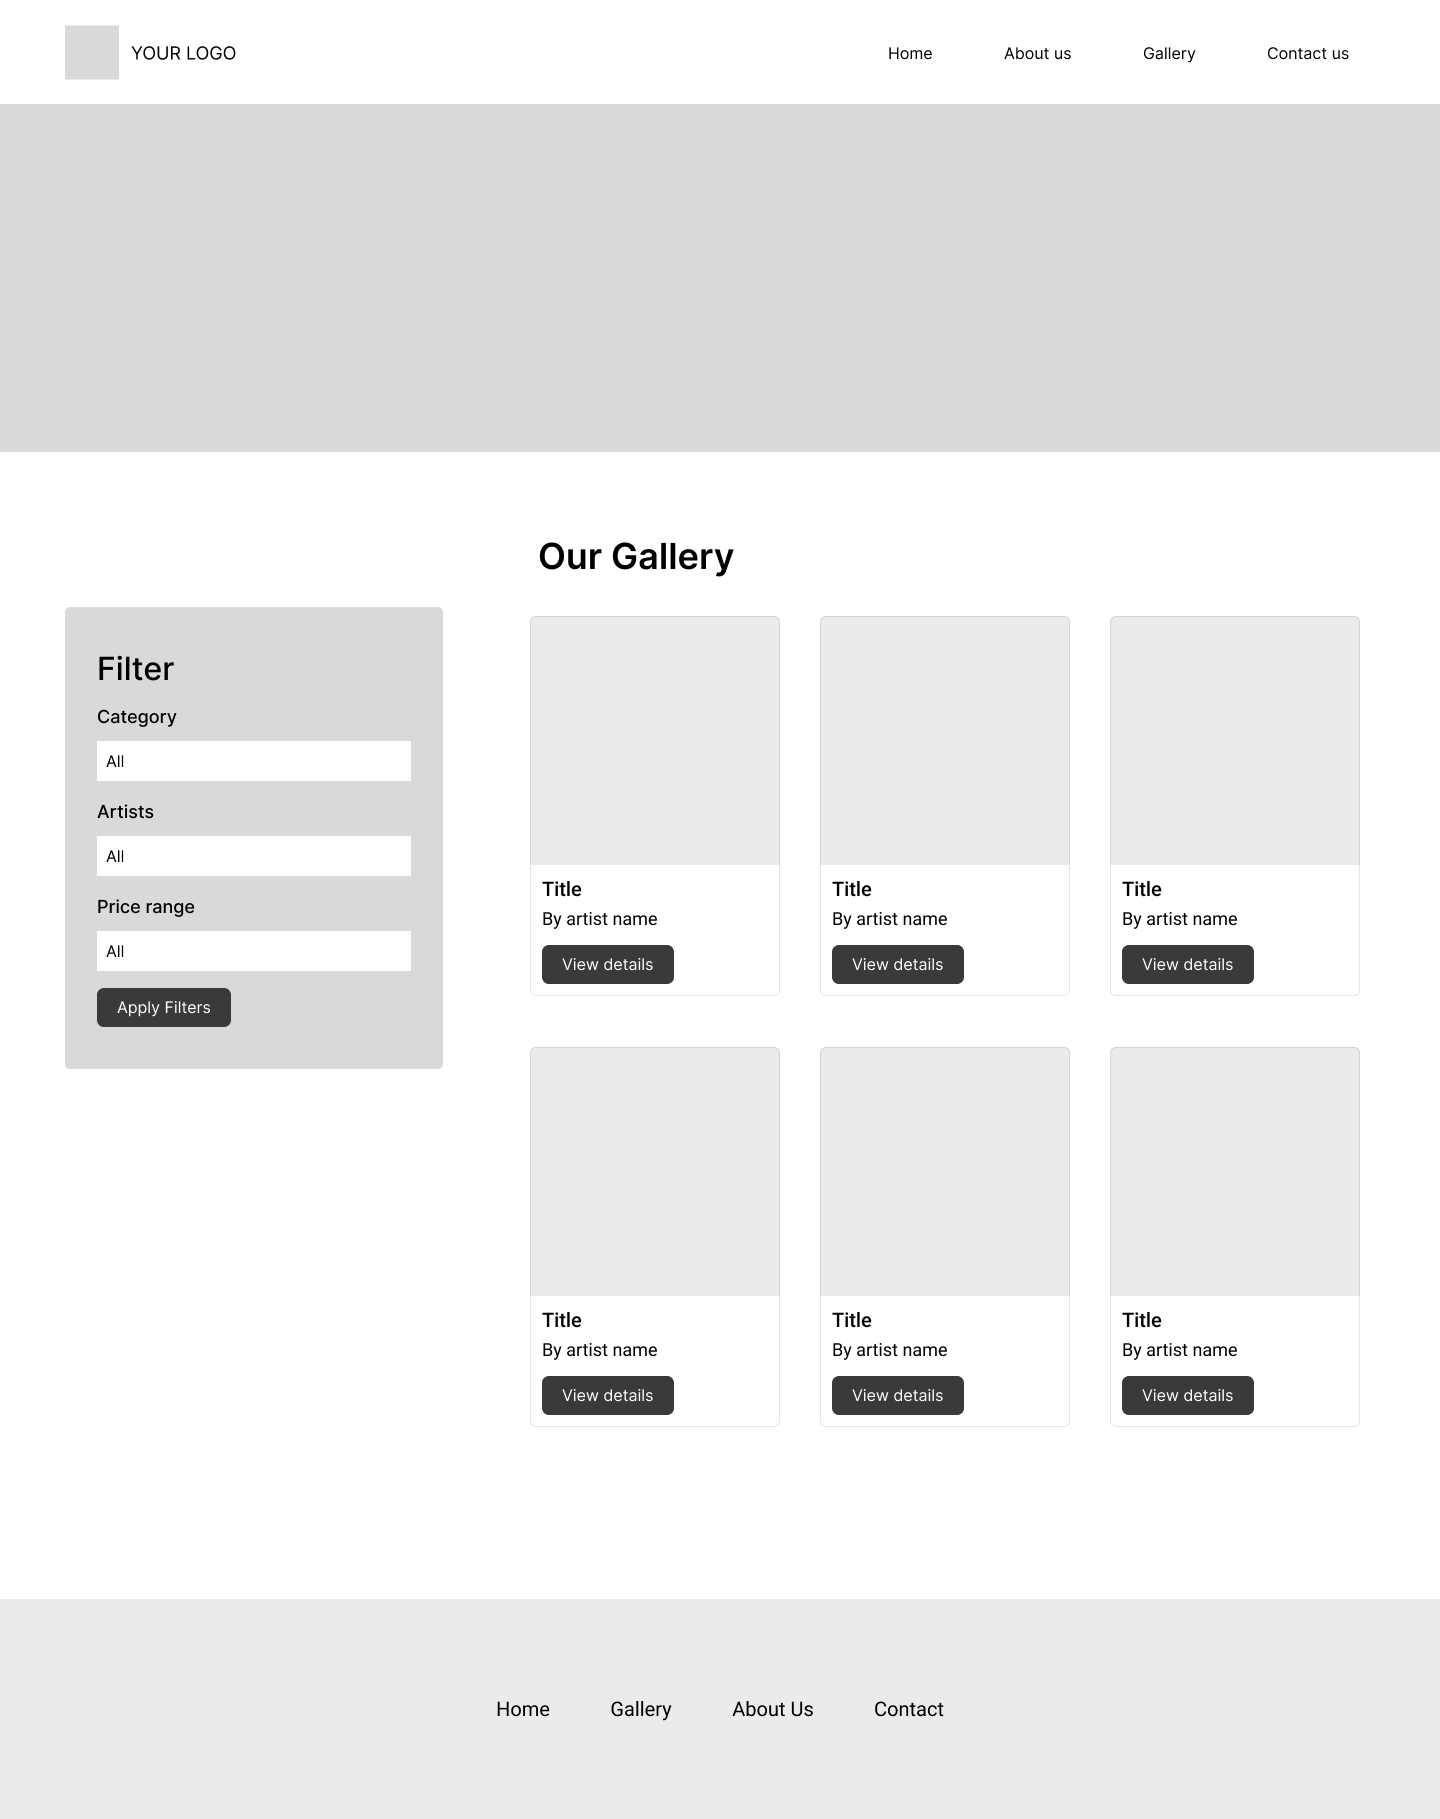 YOUR LOGO
Home
About us
Gallery
Contact us
Our Gallery
Filter
Category
All
Artists
All
Price range
All
Apply Filters
Title
By artist name
View details
Title
By artist name
View details
Title
By artist name
View details
Title
By artist name
View details
Title
By artist name
View details
Title
By artist name
View details
Home
Gallery
About Us
Contact